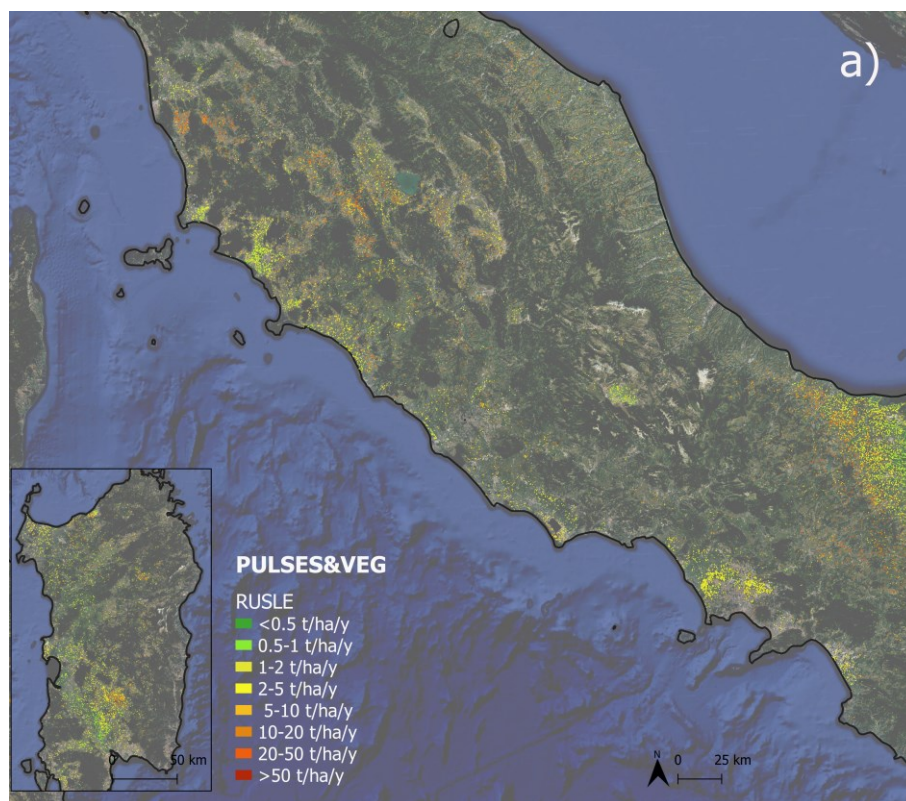 a)
PULSES&VEG
RUSLE
<0.5 t/ha/y
0.5-1 t/ha/y
1-2 t/ha/y
2-5 t/ha/y
5-10 t/ha/y
10-20 t/ha/y
20-50 t/ha/y
>50 t/ha/y
0 50 km
N
0 25 km